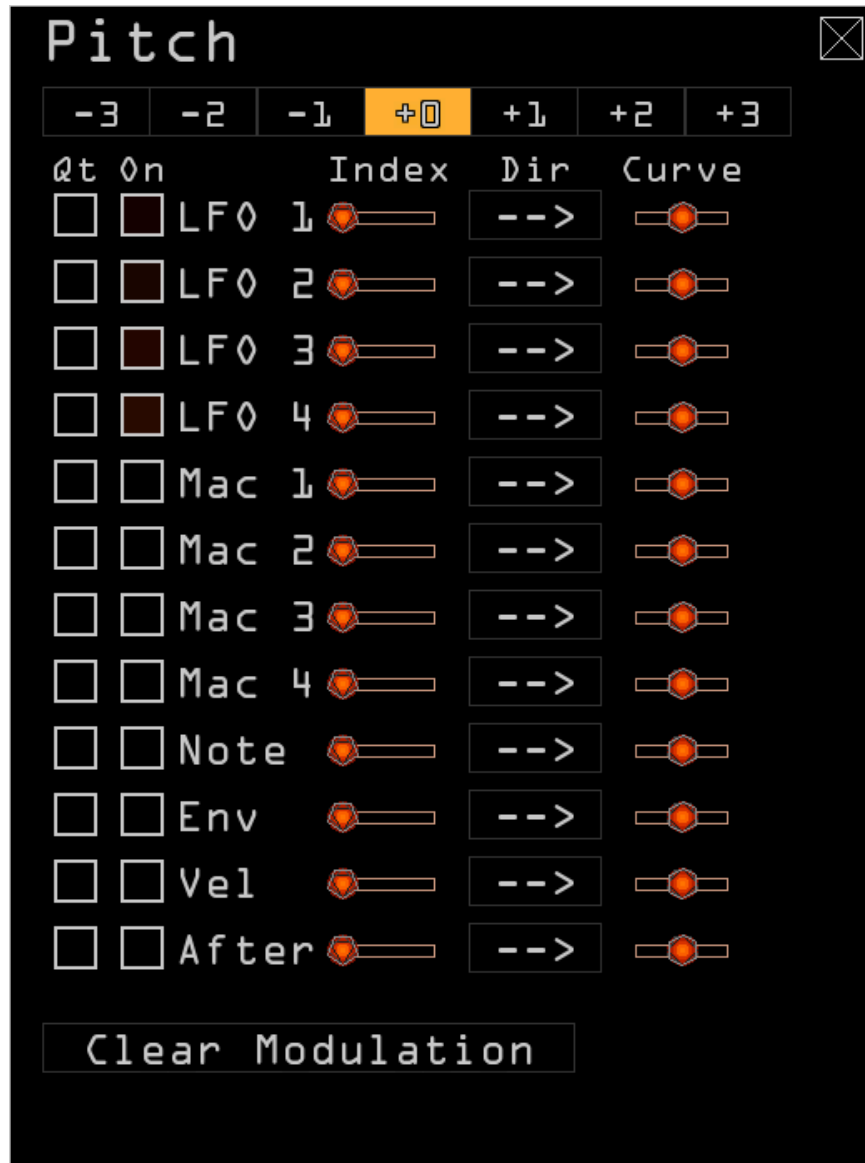 Pitch
-3 -2 -1 +0 +1 +2 +3
Qt On Index Dir Curve
LFO 1 -->
LFO 2 -->
LFO 3 -->
LFO 4 -->
Mac 1 -->
Mac 2 -->
Mac 3 -->
Mac 4 -->
Note -->
Env -->
Vel -->
After -->
Clear Modulation